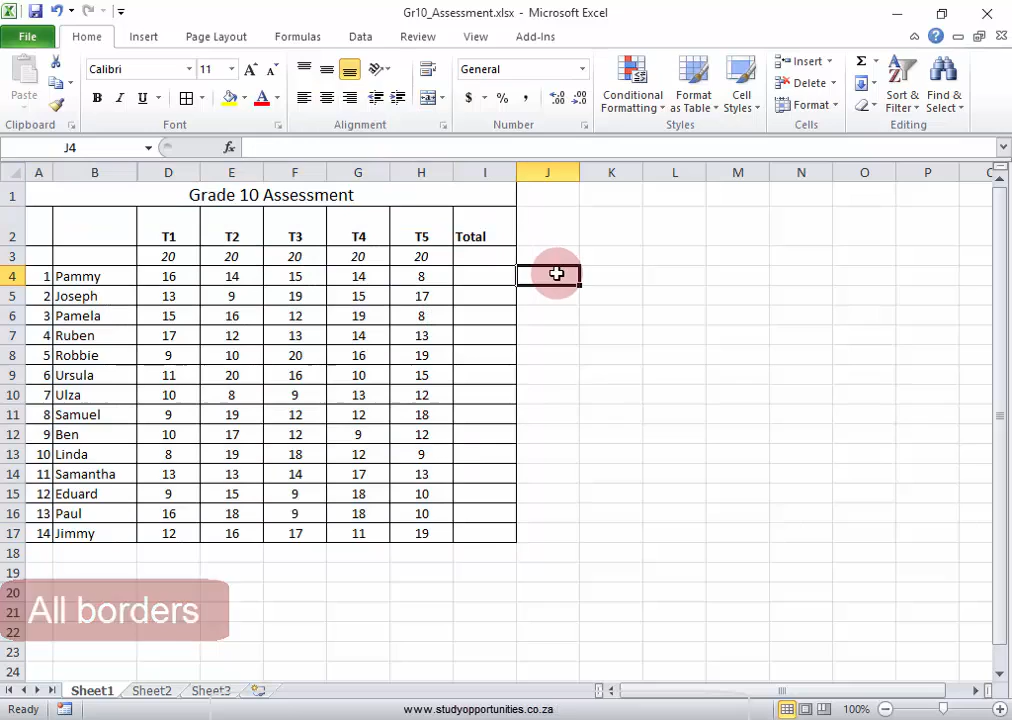 Gr10_Assessment.xlsx - Microsoft Excel
File Home Insert Page Layout Formulas Data Review View Add-Ins
Paste
Calibri 11
B I U
General
$ % ,
Conditional Formatting
Format as Table
Cell Styles
Insert
Delete
Format
Σ
Sort & Filter
Find & Select
Clipboard Font Alignment Number Styles Cells Editing
J4 fx
A B D E F G H I J K L M N O P
1 Grade 10 Assessment
2 T1 T2 T3 T4 T5 Total
3 20 20 20 20 20
4 1 Pammy 16 14 15 14 8
5 2 Joseph 13 9 19 15 17
6 3 Pamela 15 16 12 19 8
7 4 Ruben 17 12 13 14 13
8 5 Robbie 9 10 20 16 19
9 6 Ursula 11 20 16 10 15
10 7 Ulza 10 8 9 13 12
11 8 Samuel 9 19 12 12 18
12 9 Ben 10 17 12 9 12
13 10 Linda 8 19 18 12 9
14 11 Samantha 13 13 14 17 13
15 12 Eduard 9 15 9 18 10
16 13 Paul 16 18 9 18 10
17 14 Jimmy 12 16 17 11 19
18
19
20
21 All borders
22
23
24
Sheet1 Sheet2 Sheet3
Ready www.studyopportunities.co.za 100%